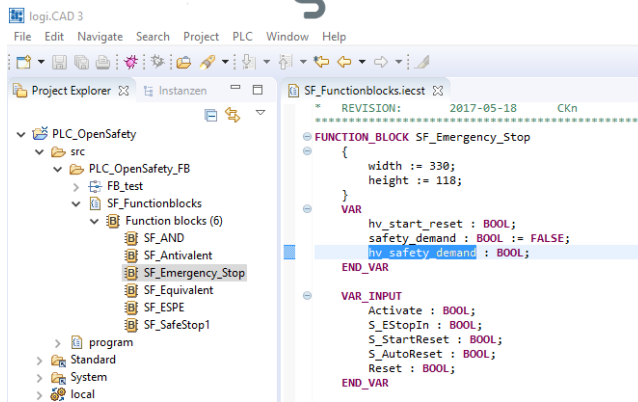 logi.CAD 3
File Edit Navigate Search Project PLC Window Help
Project Explorer Instanzen
PLC_OpenSafety
src
PLC_OpenSafety_FB
FB_test
SF_Functionblocks
Function blocks (6)
SF_AND
SF_Antivalent
SF_Emergency_Stop
SF_Equivalent
SF_ESPE
SF_SafeStop1
program
Standard
System
local
SF_Functionblocks.iecst
* REVISION: 2017-05-18 CKn
*****************************************************
FUNCTION_BLOCK SF_Emergency_Stop
{
width := 330;
height := 118;
}
VAR
hv_start_reset : BOOL;
safety_demand : BOOL := FALSE;
hv_safety_demand : BOOL;
END_VAR
VAR_INPUT
Activate : BOOL;
S_EStopIn : BOOL;
S_StartReset : BOOL;
S_AutoReset : BOOL;
Reset : BOOL;
END_VAR